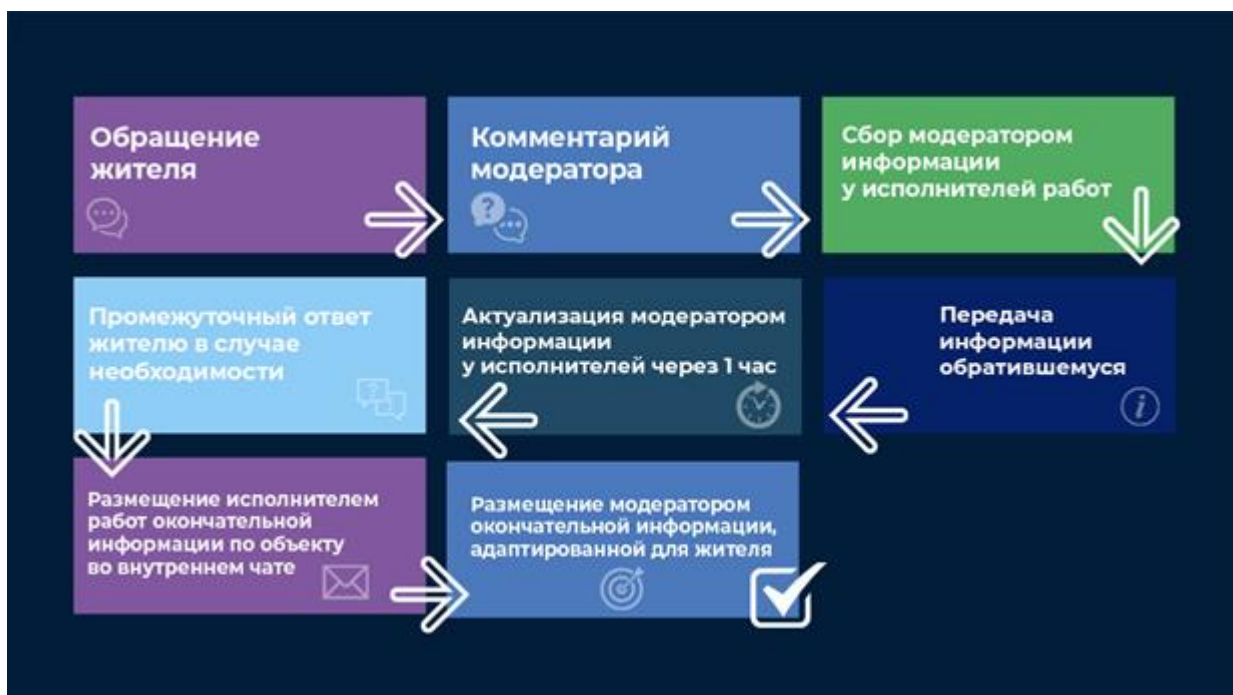 Обращение
жителя
Комментарий
модератора
Сбор модератором
информации
у исполнителей работ
Передача
информации
обратившемуся
Актуализация модератором
информации
у исполнителей через 1 час
Промежуточный ответ
жителю в случае
необходимости
Размещение исполнителем
работ окончательной
информации по объекту
во внутреннем чате
Размещение модератором
окончательной информации,
адаптированной для жителя